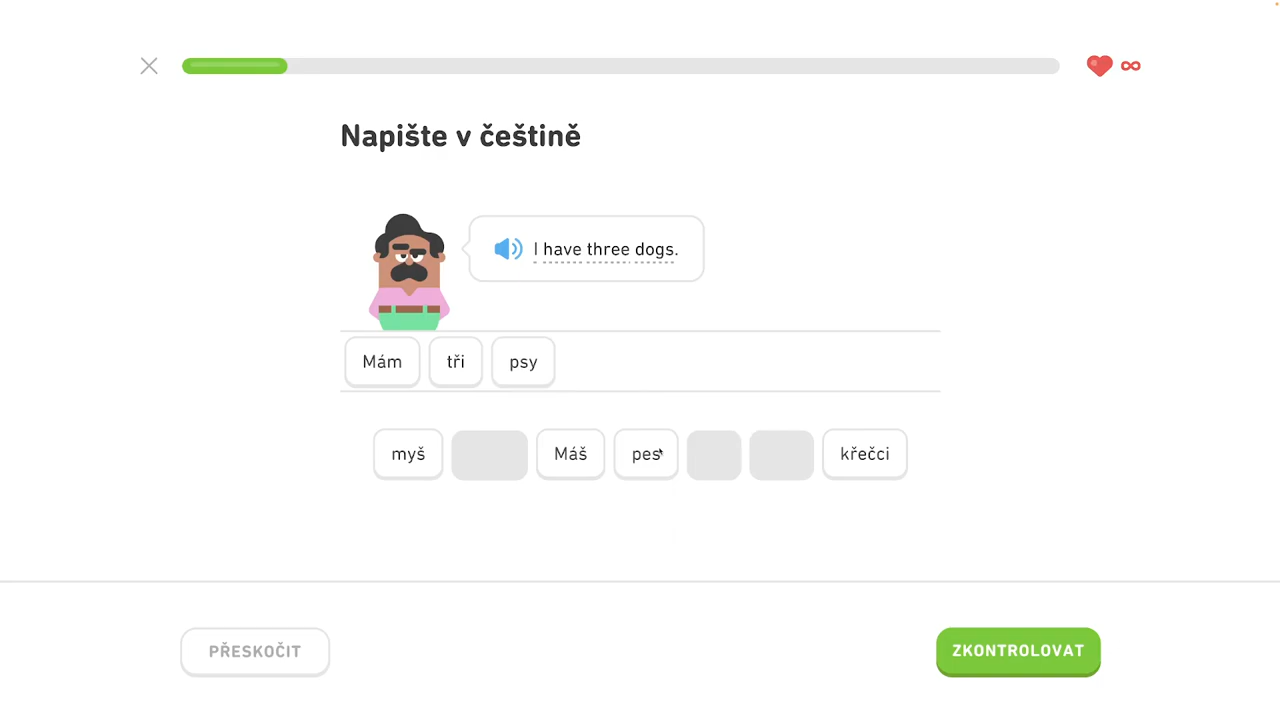 Napište v češtině
I have three dogs.
Mám tři psy
myš Máš pes křečci
PŘESKOČIT ZKONTROLOVAT